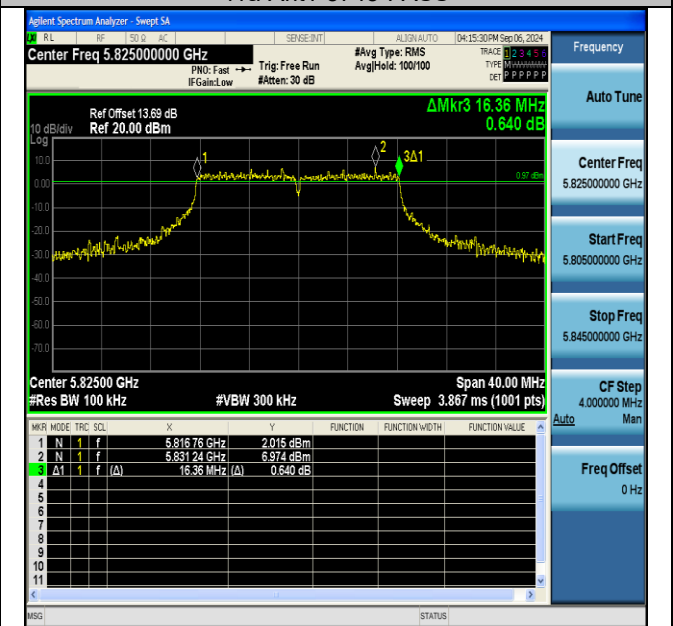 Agilent Spectrum Analyzer - Swept SA
RL RF 50 Ω AC SENSE:INT ALIGN AUTO 04:15:30PM Sep 06, 2024
Center Freq 5.825000000 GHz
PNO: Fast
IFGain:Low
Trig: Free Run
#Atten: 30 dB
#Avg Type: RMS
Avg|Hold: 100/100
TRACE 1 2 3 4 5 6
TYPE M
DET P P P P P P
Ref Offset 13.69 dB
10 dB/div Ref 20.00 dBm
Log
ΔMkr3 16.36 MHz
0.640 dB
10.0
0.00
-10.0
-20.0
-30.0
-40.0
-50.0
-60.0
-70.0
1
2
3Δ1
0.97 dBm
Center 5.82500 GHz Span 40.00 MHz
#Res BW 100 kHz #VBW 300 kHz Sweep 3.867 ms (1001 pts)
MKR MODE TRC SCL X Y FUNCTION FUNCTION WIDTH FUNCTION VALUE
1 N 1 f 5.816 76 GHz 2.015 dBm
2 N 1 f 5.831 24 GHz 6.974 dBm
3 Δ1 1 f (Δ) 16.36 MHz (Δ) 0.640 dB
4
5
6
7
8
9
10
11
MSG STATUS
Frequency
Auto Tune
Center Freq
5.825000000 GHz
Start Freq
5.805000000 GHz
Stop Freq
5.845000000 GHz
CF Step
4.000000 MHz
Auto Man
Freq Offset
0 Hz